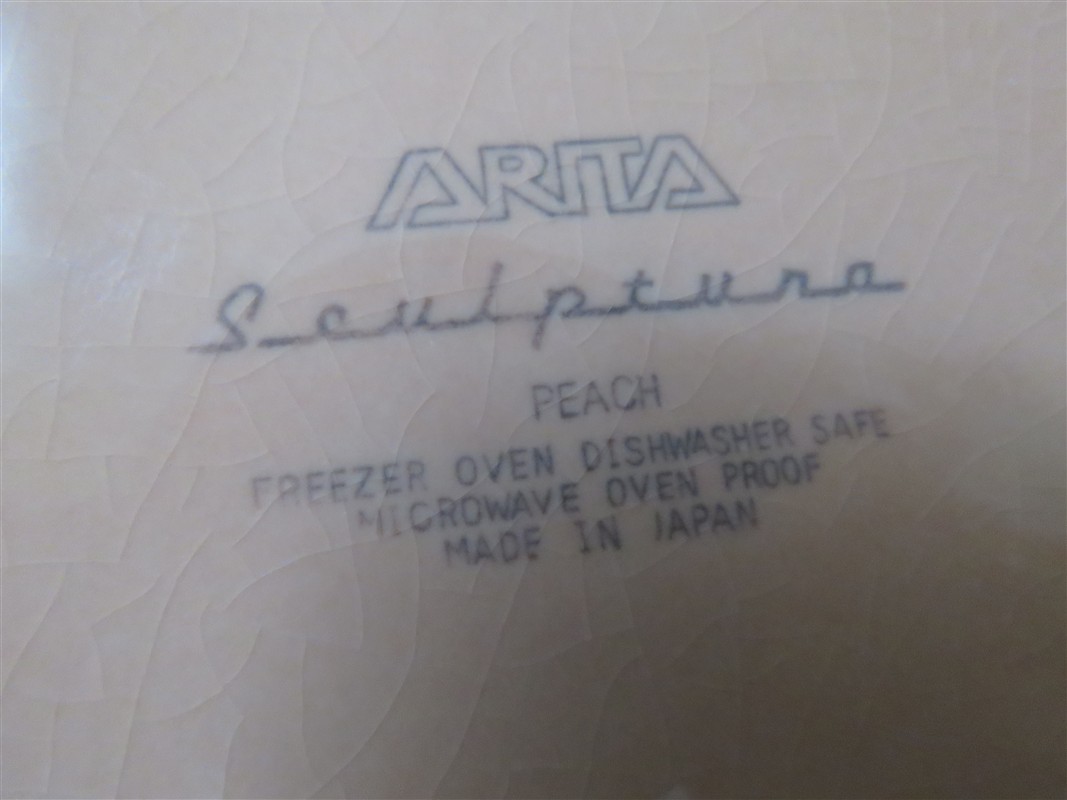 ARITA
Sculptura
PEACH
FREEZER OVEN DISHWASHER SAFE
MICROWAVE OVEN PROOF
MADE IN JAPAN